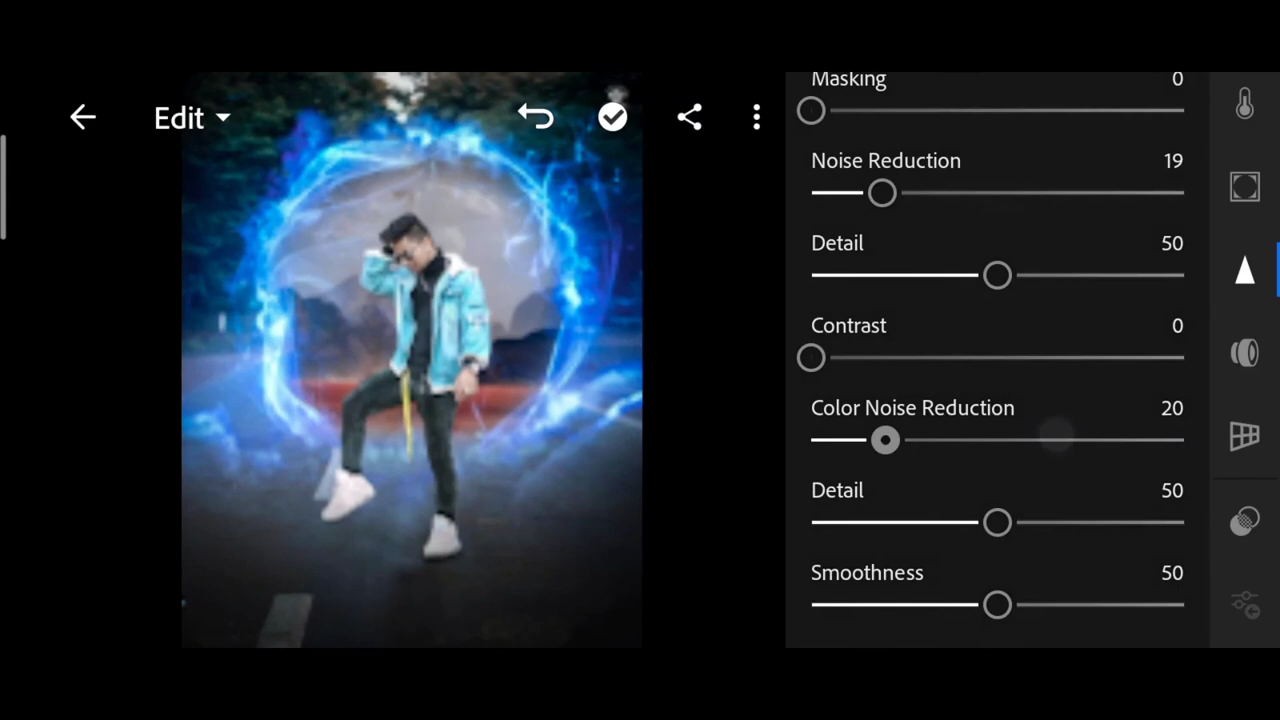 Edit
Masking 0
Noise Reduction 19
Detail 50
Contrast 0
Color Noise Reduction 20
Detail 50
Smoothness 50